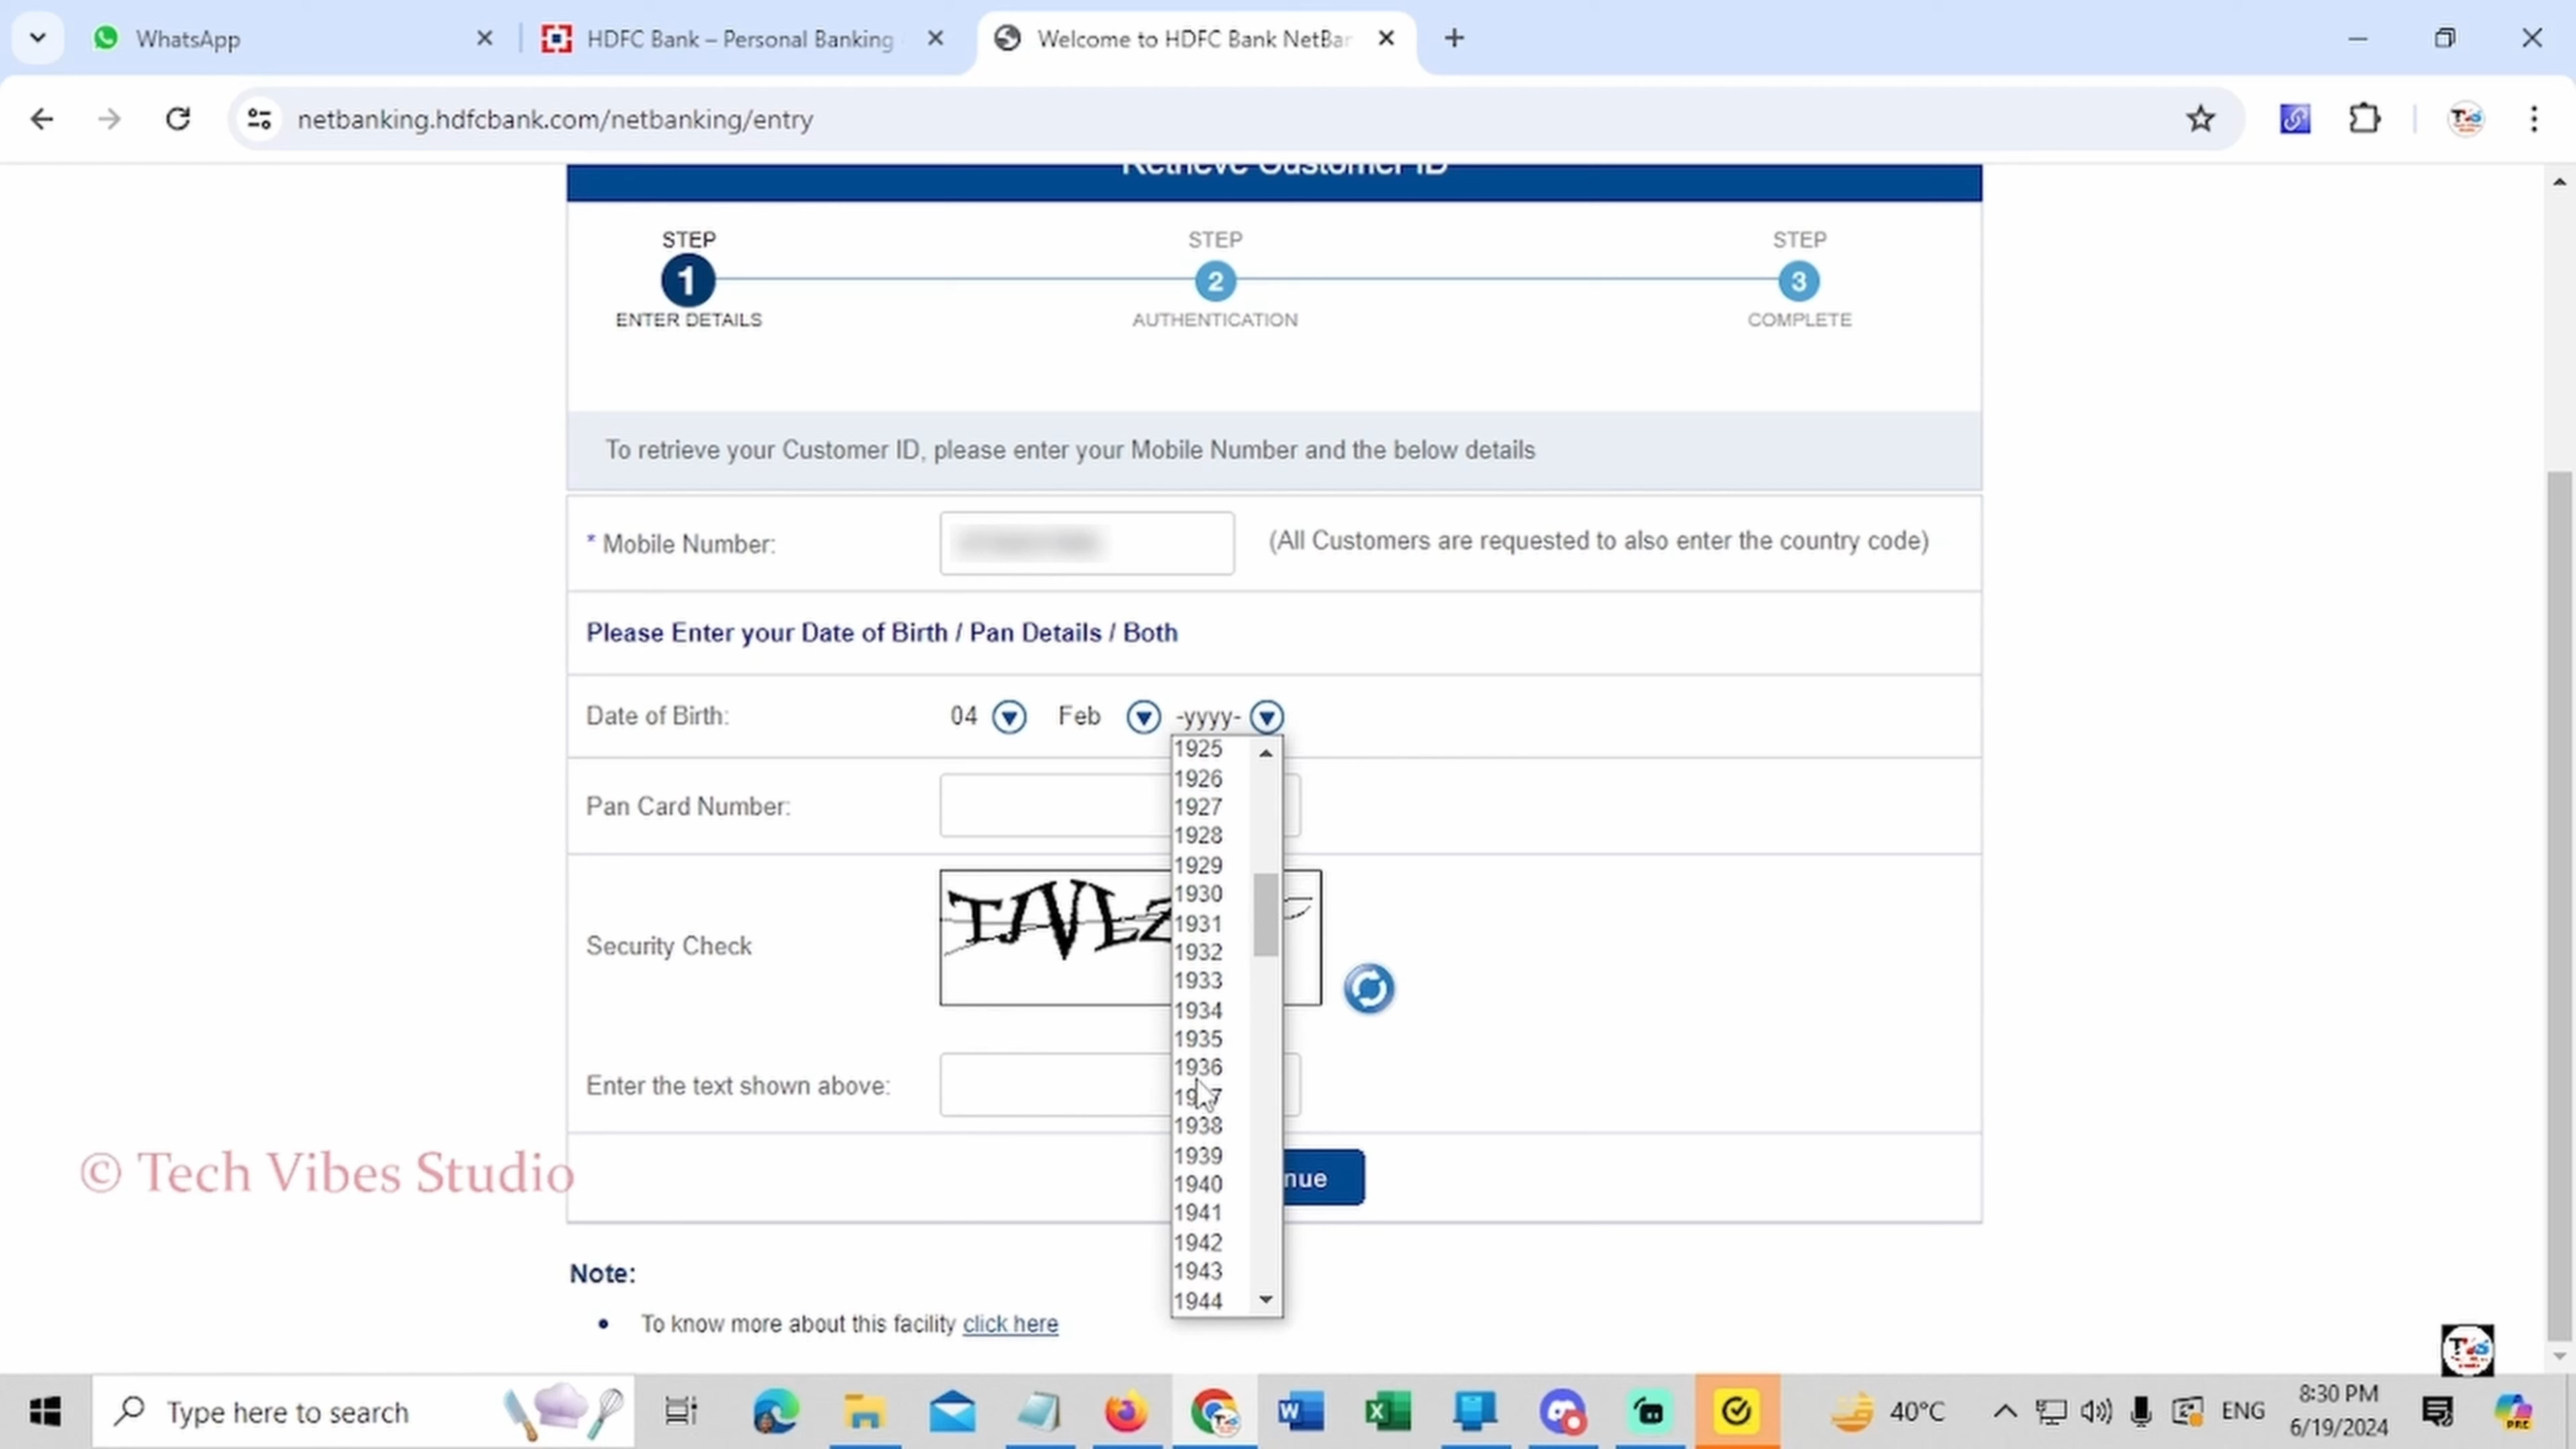 WhatsApp
HDFC Bank – Personal Banking
Welcome to HDFC Bank NetBan
netbanking.hdfcbank.com/netbanking/entry
Retrieve Customer ID
STEP STEP STEP
1 2 3
ENTER DETAILS AUTHENTICATION COMPLETE
To retrieve your Customer ID, please enter your Mobile Number and the below details
* Mobile Number: (All Customers are requested to also enter the country code)
Please Enter your Date of Birth / Pan Details / Both
Date of Birth: 04 Feb -yyyy-
1925
1926
Pan Card Number: 1927
1928
1929
1930
1931
Security Check
1932
1933
1934
1935
1936
Enter the text shown above:
1938
1939
© Tech Vibes Studio
1940 nue
1941
1942
1943
1944
Note:
• To know more about this facility click here
Type here to search
40°C
ENG
8:30 PM
6/19/2024